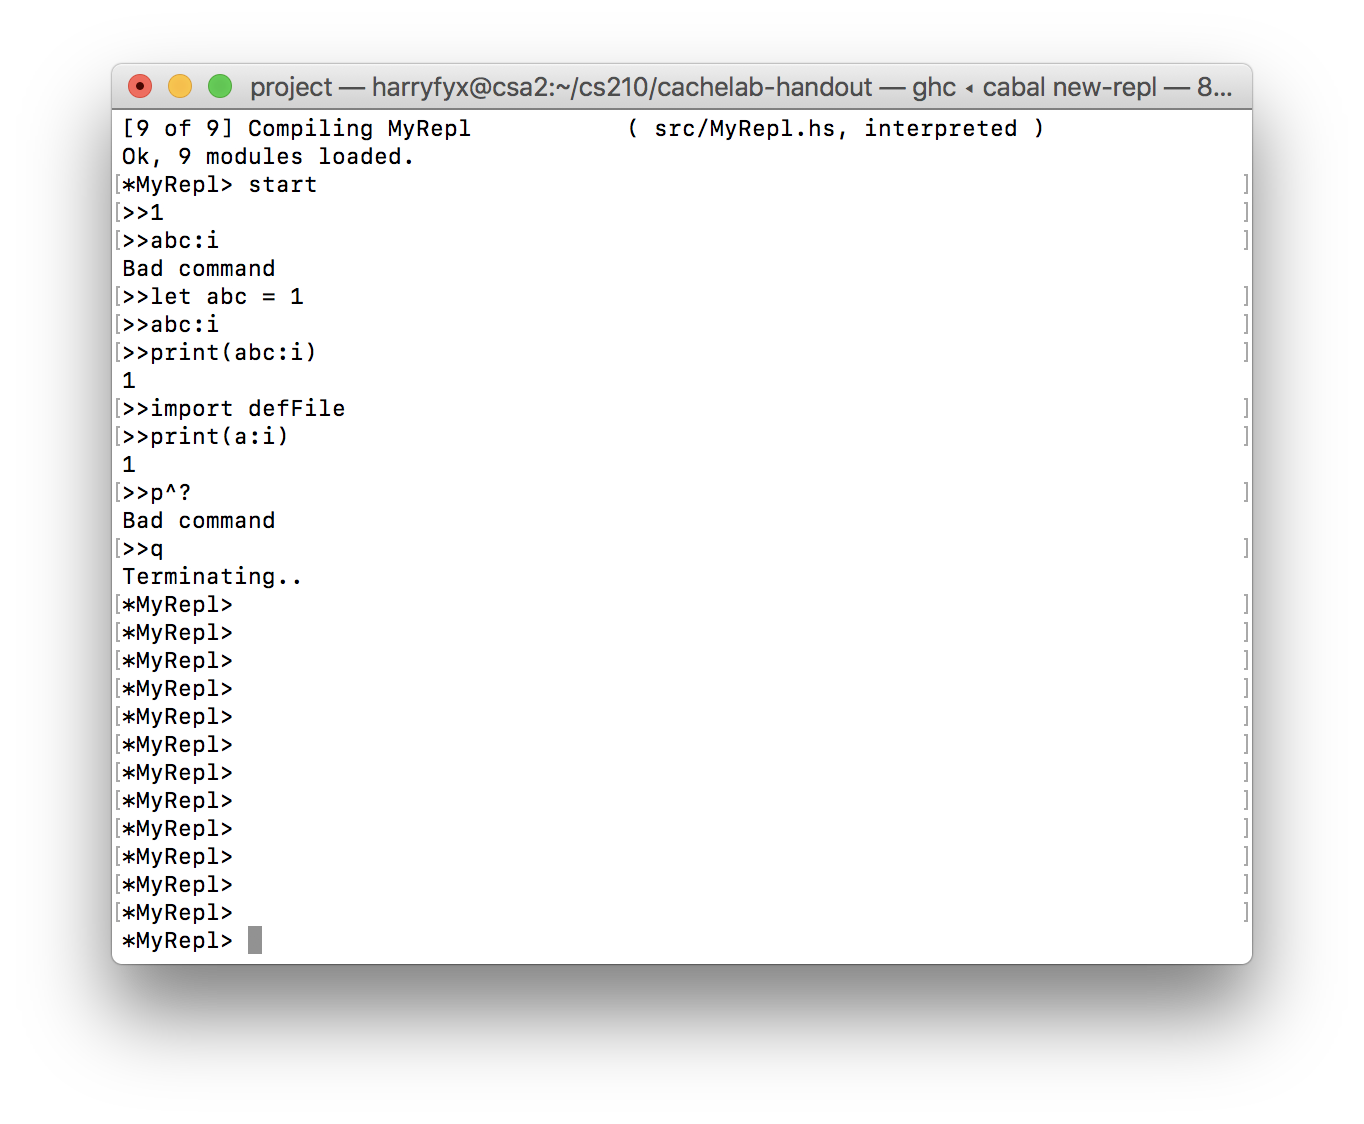 project — harryfyx@csa2:~/cs210/cachelab-handout — ghc ◂ cabal new-repl — 8...
[9 of 9] Compiling MyRepl           ( src/MyRepl.hs, interpreted )
Ok, 9 modules loaded.
[*MyRepl> start ]
[>>1 ]
[>>abc:i ]
Bad command
[>>let abc = 1 ]
[>>abc:i ]
[>>print(abc:i) ]
1
[>>import defFile ]
[>>print(a:i) ]
1
[>>p^? ]
Bad command
[>>q ]
Terminating..
[*MyRepl> ]
[*MyRepl> ]
[*MyRepl> ]
[*MyRepl> ]
[*MyRepl> ]
[*MyRepl> ]
[*MyRepl> ]
[*MyRepl> ]
[*MyRepl> ]
[*MyRepl> ]
[*MyRepl> ]
[*MyRepl> ]
*MyRepl>